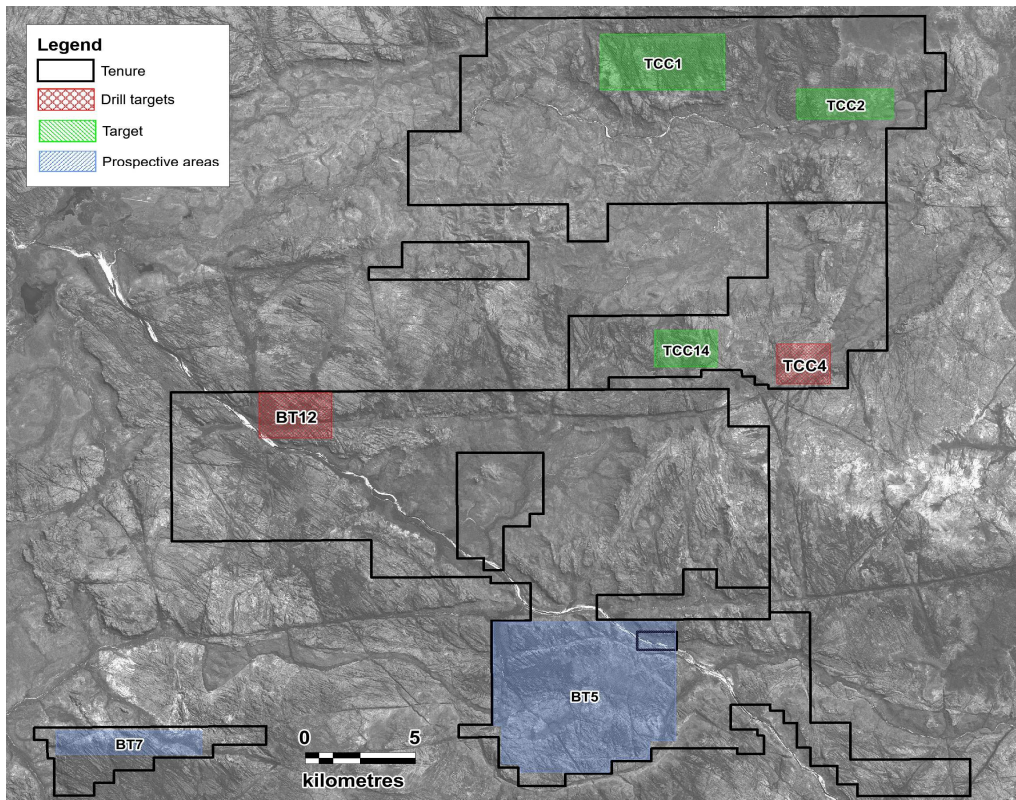 Legend
Tenure
Drill targets
Target
Prospective areas
TCC1
TCC2
TCC14
TCC4
BT12
BT5
BT7
0 5
kilometres